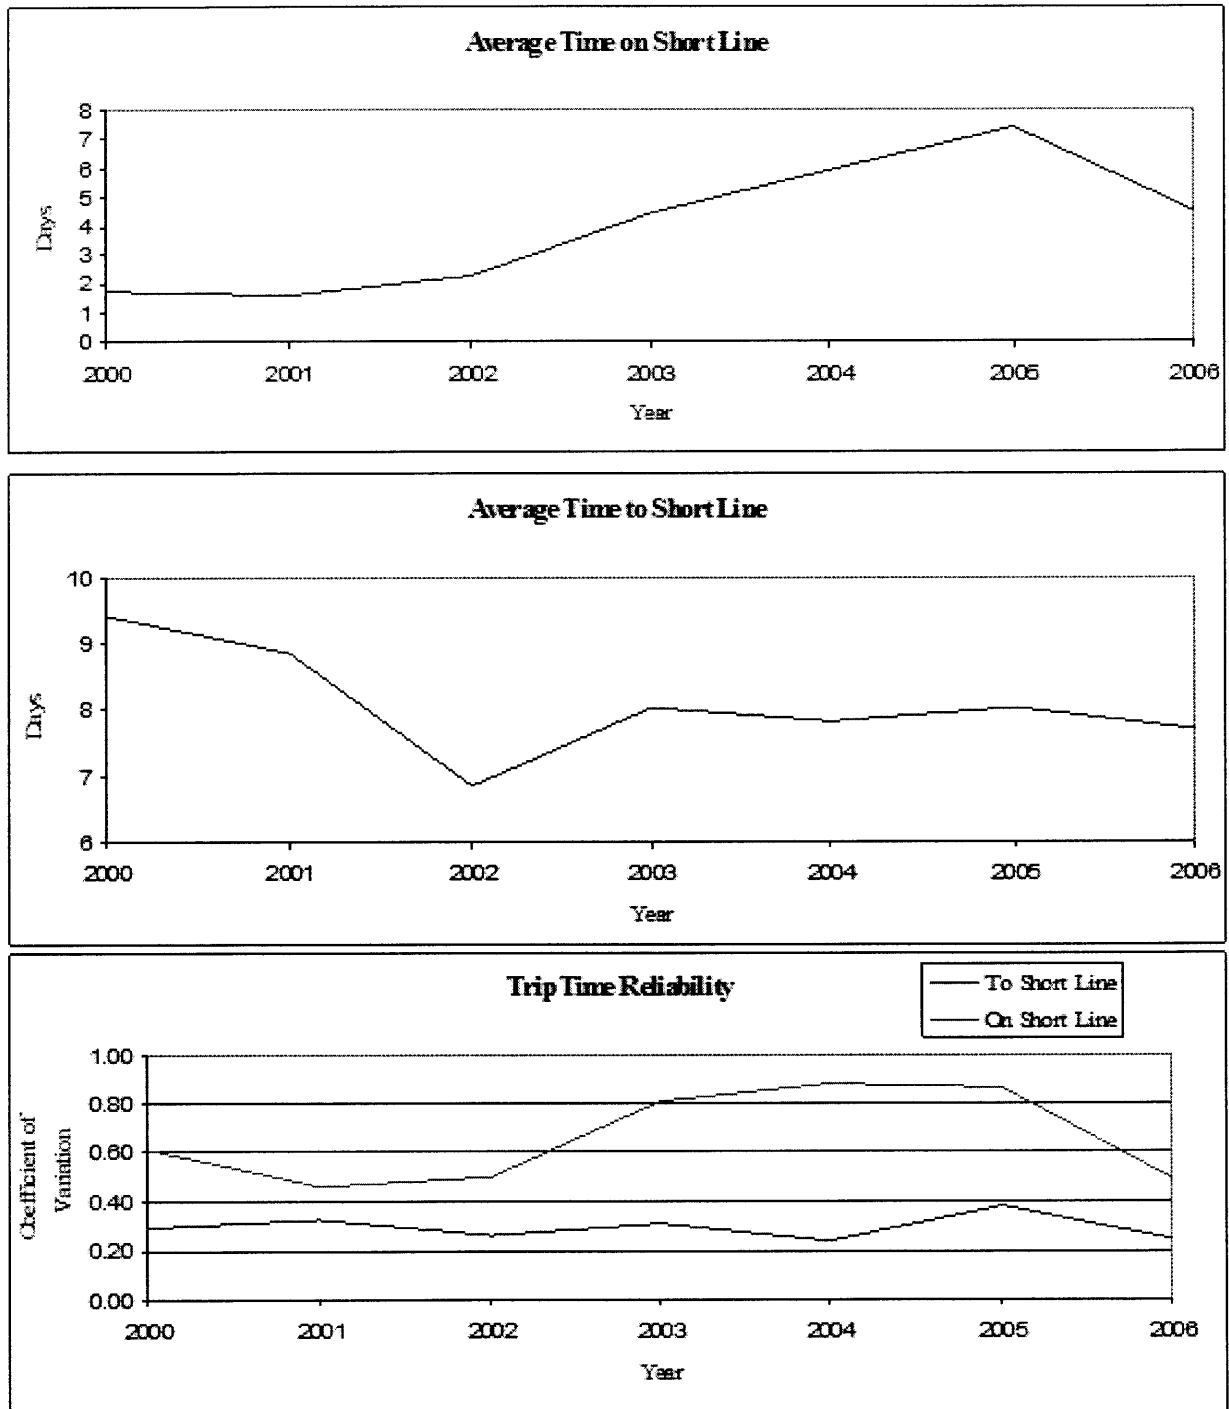 Average Time on Short Line
8
7
6
5
4
3
2
1
0
Days
2000 2001 2002 2003 2004 2005 2006
Year
Average Time to Short Line
10
9
8
7
6
Days
2000 2001 2002 2003 2004 2005 2006
Year
Trip Time Reliability
To Short Line
On Short Line
1.00
0.80
0.60
0.40
0.20
0.00
Coefficient of
Variation
2000 2001 2002 2003 2004 2005 2006
Year